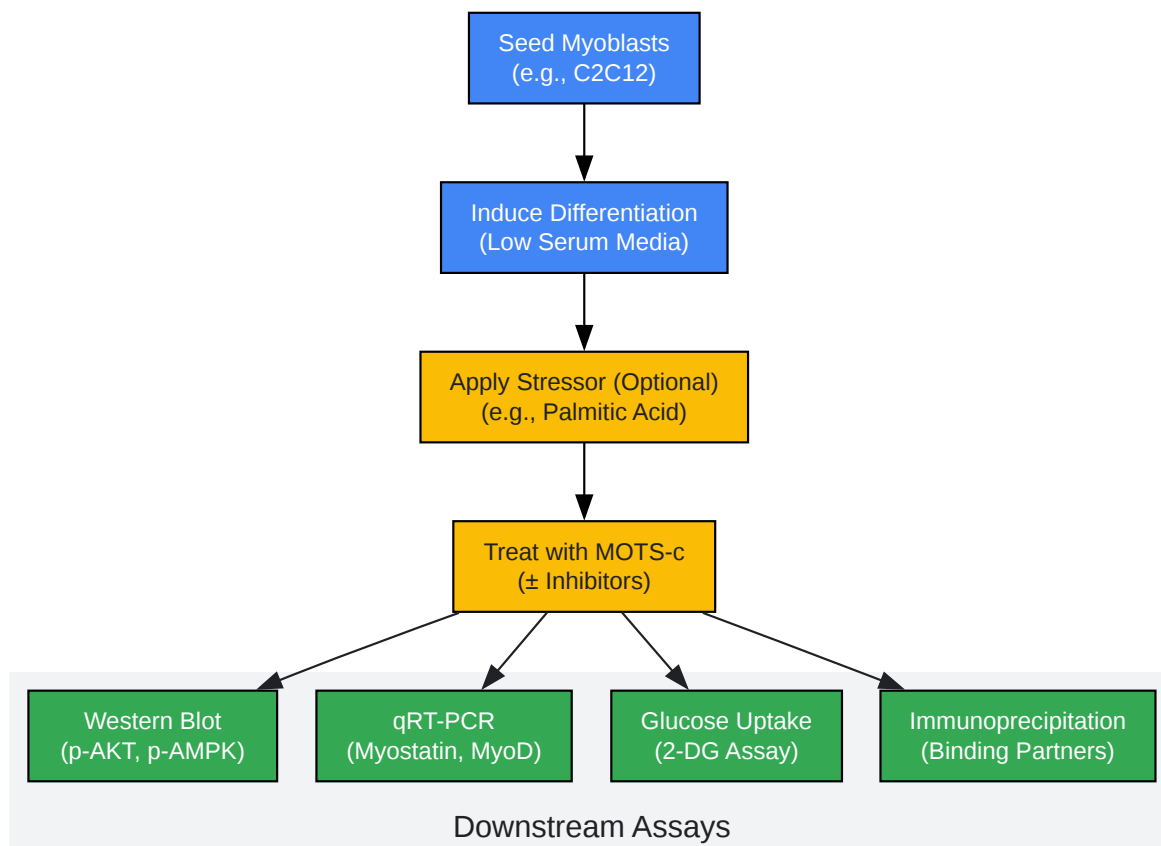 Seed Myoblasts
(e.g., C2C12)
Induce Differentiation
(Low Serum Media)
Apply Stressor (Optional)
(e.g., Palmitic Acid)
Treat with MOTS-c
(± Inhibitors)
Western Blot
(p-AKT, p-AMPK)
qRT-PCR
(Myostatin, MyoD)
Glucose Uptake
(2-DG Assay)
Immunoprecipitation
(Binding Partners)
Downstream Assays